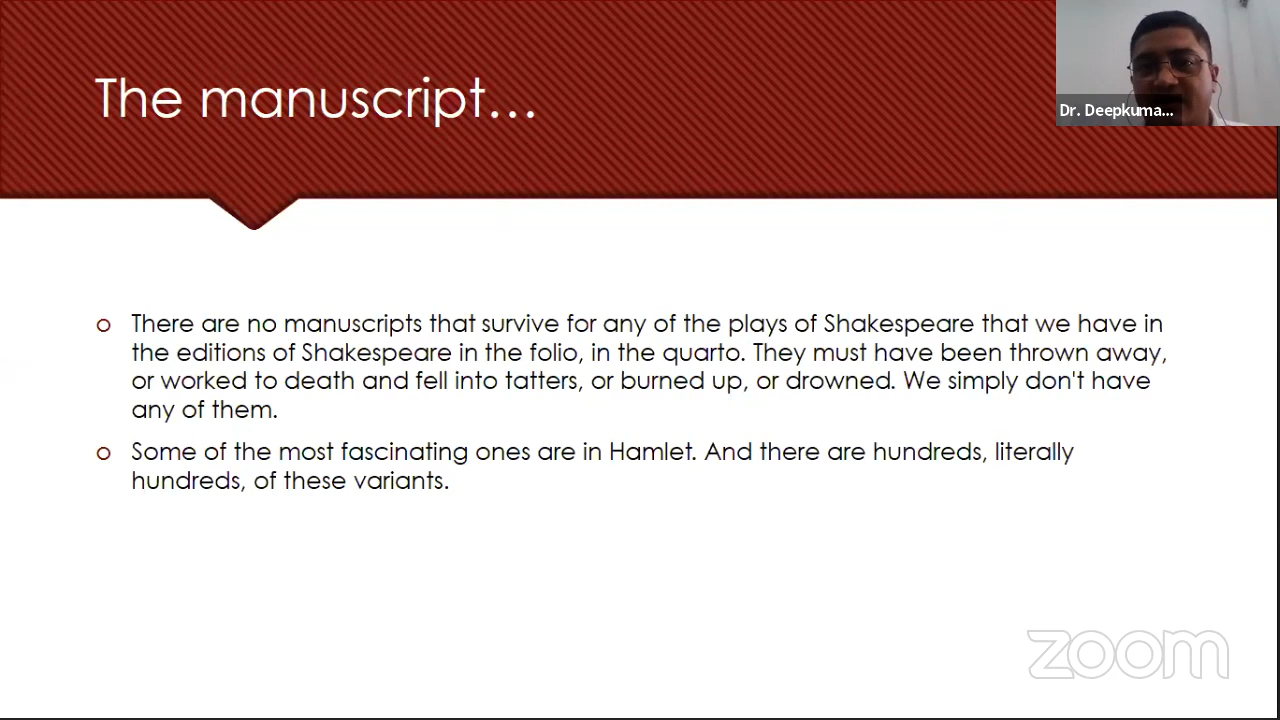 The manuscript...
Dr. Deepkuma...
There are no manuscripts that survive for any of the plays of Shakespeare that we have in
the editions of Shakespeare in the folio, in the quarto. They must have been thrown away,
or worked to death and fell into tatters, or burned up, or drowned. We simply don't have
any of them.
Some of the most fascinating ones are in Hamlet. And there are hundreds, literally
hundreds, of these variants.
zoom